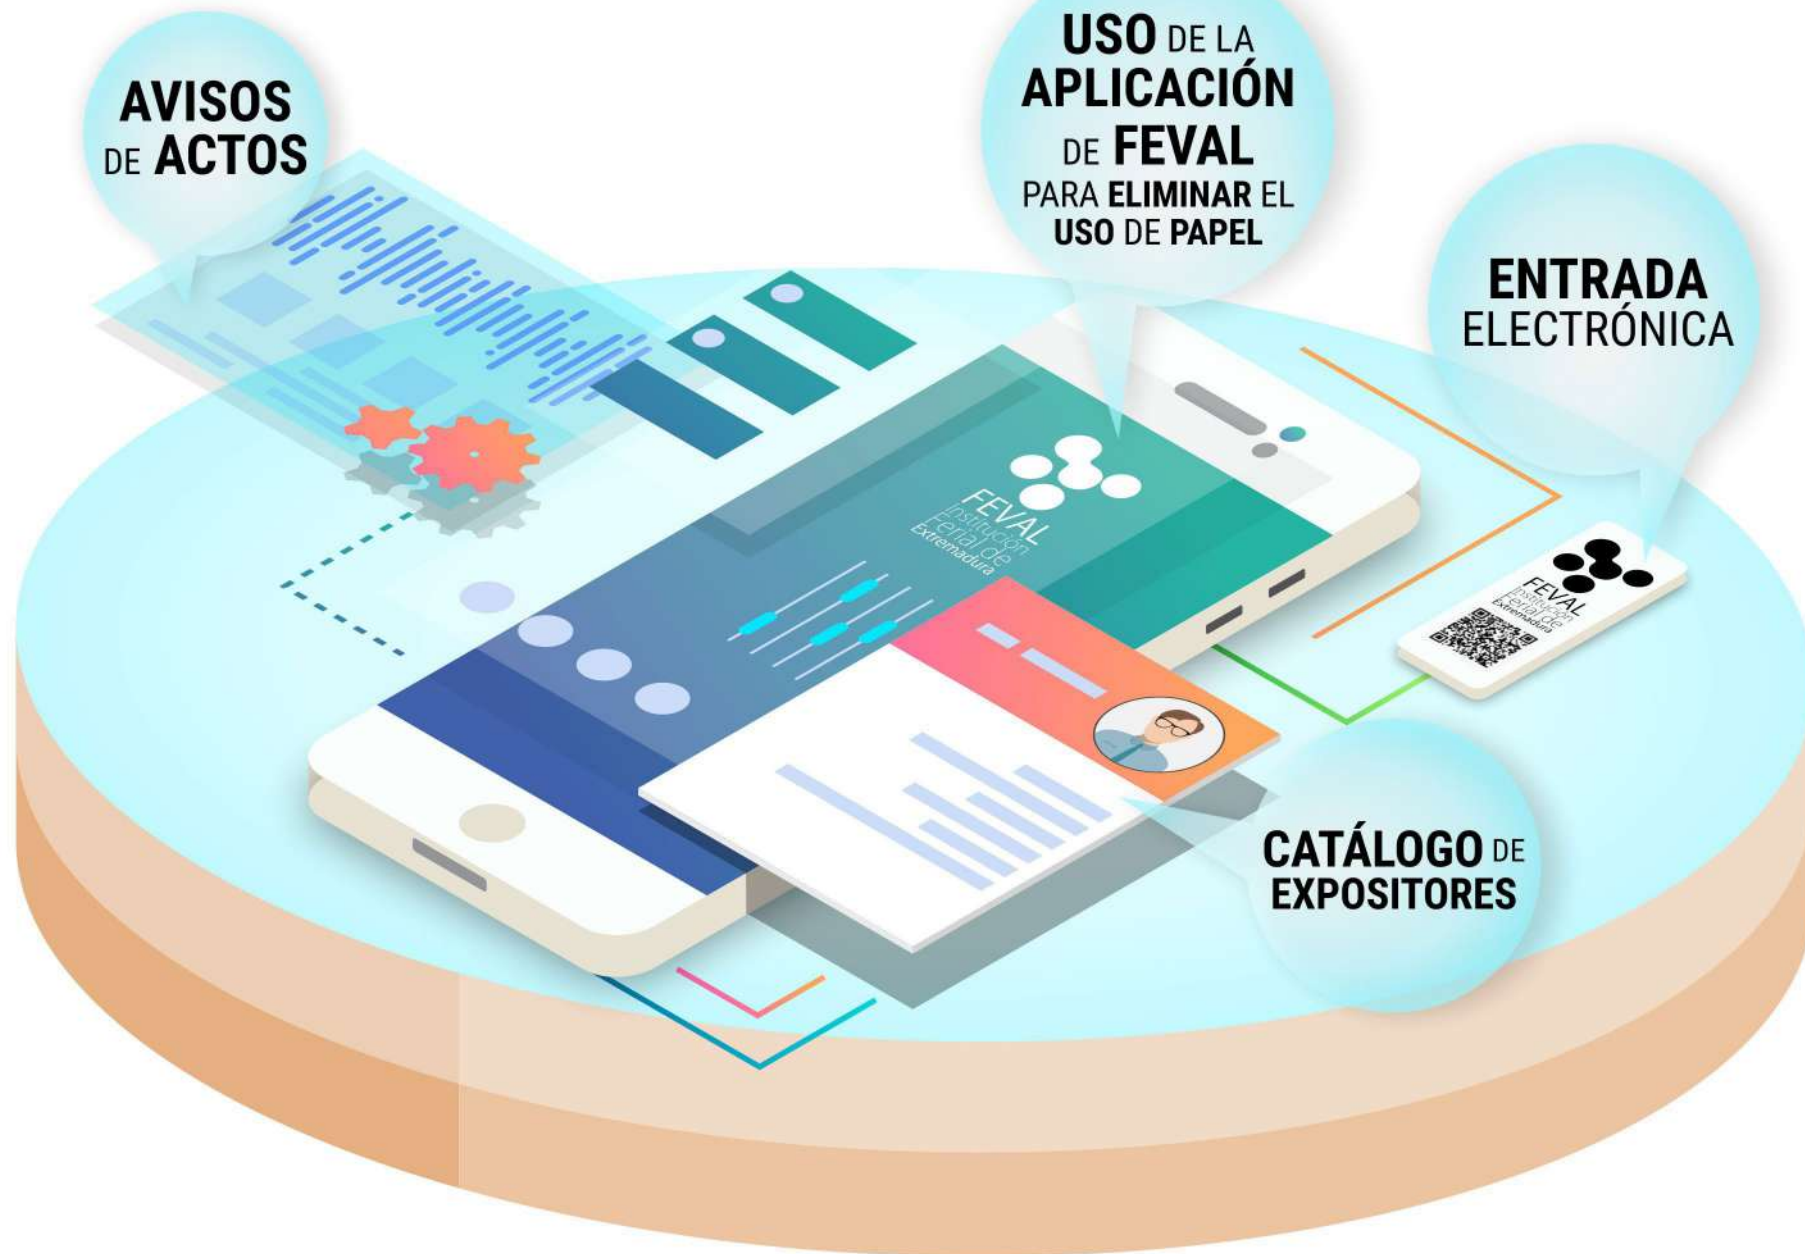 AVISOS
DE ACTOS
USO DE LA
APLICACIÓN
DE FEVAL
PARA ELIMINAR EL
USO DE PAPEL
ENTRADA
ELECTRÓNICA
FEVAL
Institución
Ferial de
Extremadura
FEVAL
Institución
Ferial de
Extremadura
CATÁLOGO DE
EXPOSITORES